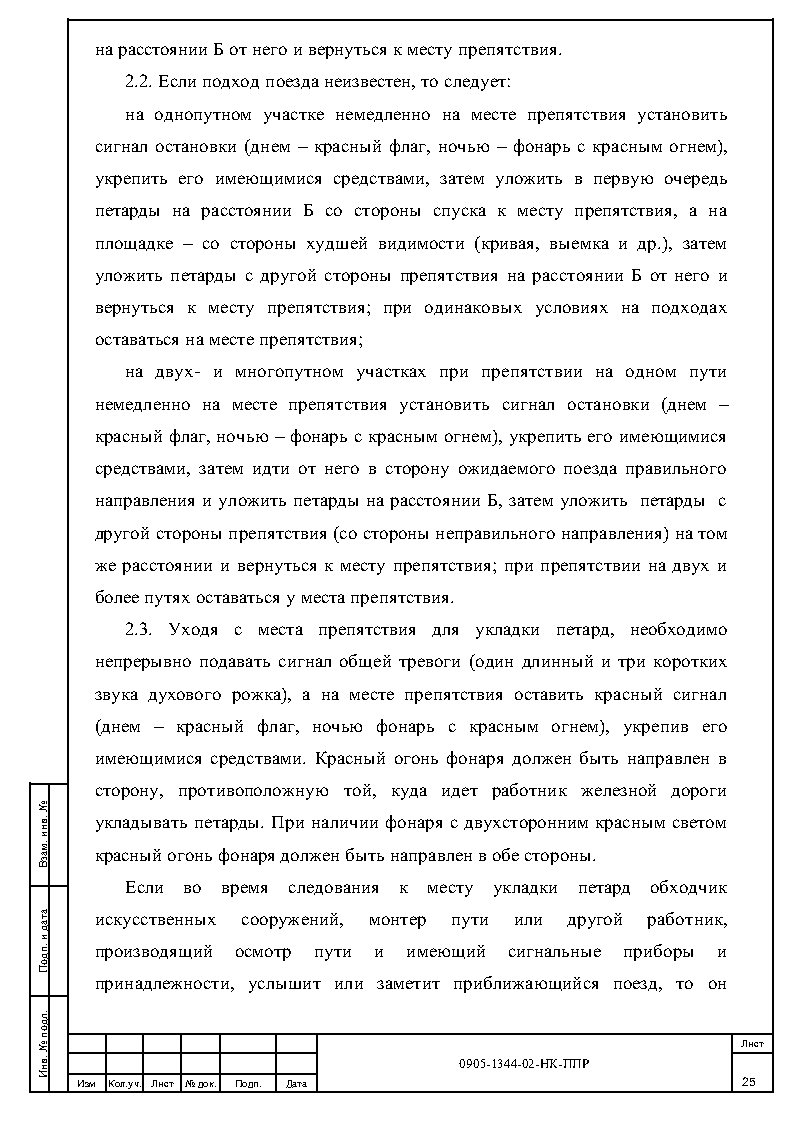 на расстоянии Б от него и вернуться к месту препятствия.
2.2. Если подход поезда неизвестен, то следует:
на однопутном участке немедленно на месте препятствия установить
сигнал остановки (днем – красный флаг, ночью – фонарь с красным огнем),
укрепить его имеющимися средствами, затем уложить в первую очередь
петарды на расстоянии Б со стороны спуска к месту препятствия, а на
площадке – со стороны худшей видимости (кривая, выемка и др.), затем
уложить петарды с другой стороны препятствия на расстоянии Б от него и
вернуться к месту препятствия; при одинаковых условиях на подходах
оставаться на месте препятствия;
на двух- и многопутном участках при препятствии на одном пути
немедленно на месте препятствия установить сигнал остановки (днем –
красный флаг, ночью – фонарь с красным огнем), укрепить его имеющимися
средствами, затем идти от него в сторону ожидаемого поезда правильного
направления и уложить петарды на расстоянии Б, затем уложить петарды с
другой стороны препятствия (со стороны неправильного направления) на том
же расстоянии и вернуться к месту препятствия; при препятствии на двух и
более путях оставаться у места препятствия.
2.3. Уходя с места препятствия для укладки петард, необходимо
непрерывно подавать сигнал общей тревоги (один длинный и три коротких
звука духового рожка), а на месте препятствия оставить красный сигнал
(днем – красный флаг, ночью фонарь с красным огнем), укрепив его
имеющимися средствами. Красный огонь фонаря должен быть направлен в
сторону, противоположную той, куда идет работник железной дороги
укладывать петарды. При наличии фонаря с двухсторонним красным светом
красный огонь фонаря должен быть направлен в обе стороны.
Если во время следования к месту укладки петард обходчик
искусственных сооружений, монтер пути или другой работник,
производящий осмотр пути и имеющий сигнальные приборы и
принадлежности, услышит или заметит приближающийся поезд, то он
Взам. инв. №
Подп. и дата
Инв. № подл.
Изм Кол.уч. Лист № док. Подп. Дата
0905-1344-02-НК-ППР
Лист
25